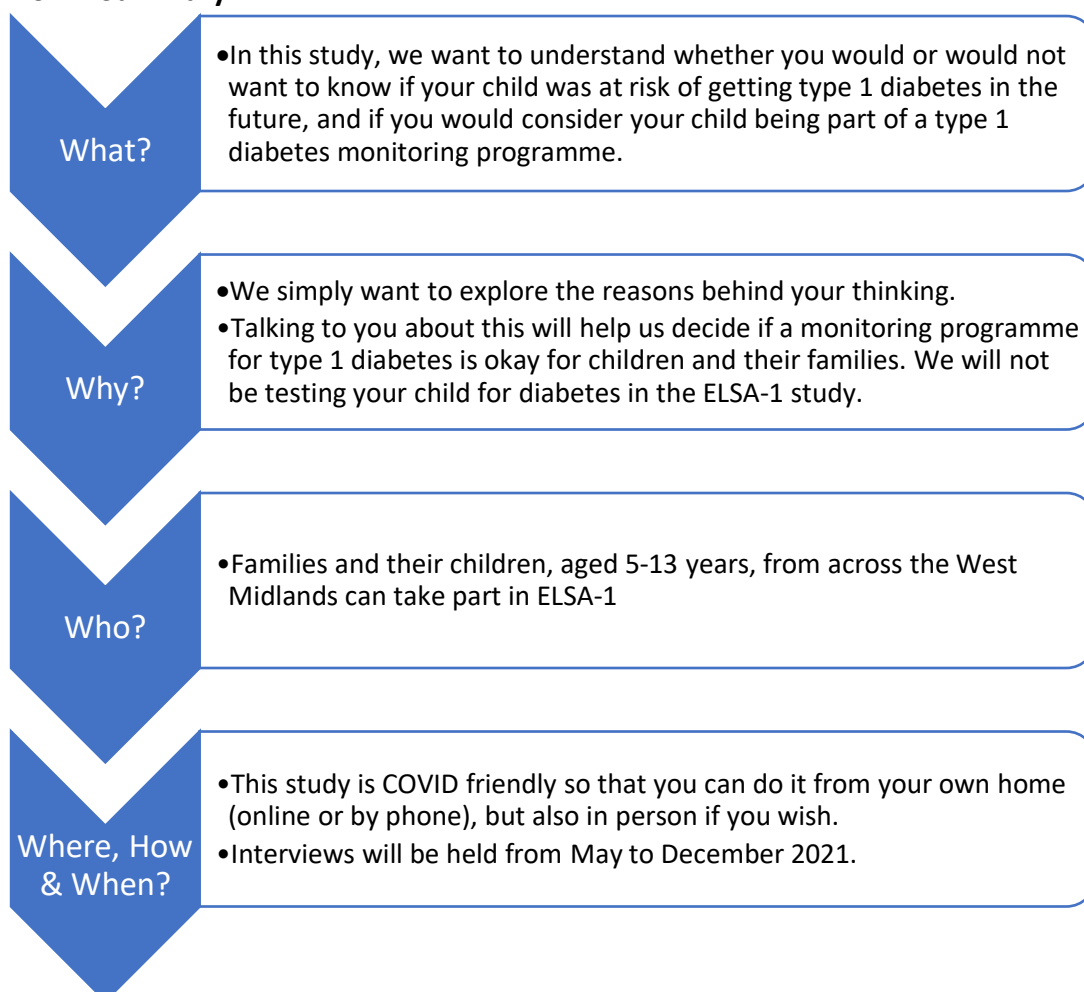 What?
•In this study, we want to understand whether you would or would not
want to know if your child was at risk of getting type 1 diabetes in the
future, and if you would consider your child being part of a type 1
diabetes monitoring programme.
Why?
•We simply want to explore the reasons behind your thinking.
•Talking to you about this will help us decide if a monitoring programme
for type 1 diabetes is okay for children and their families. We will not
be testing your child for diabetes in the ELSA-1 study.
Who?
•Families and their children, aged 5-13 years, from across the West
Midlands can take part in ELSA-1
Where, How
& When?
•This study is COVID friendly so that you can do it from your own home
(online or by phone), but also in person if you wish.
•Interviews will be held from May to December 2021.